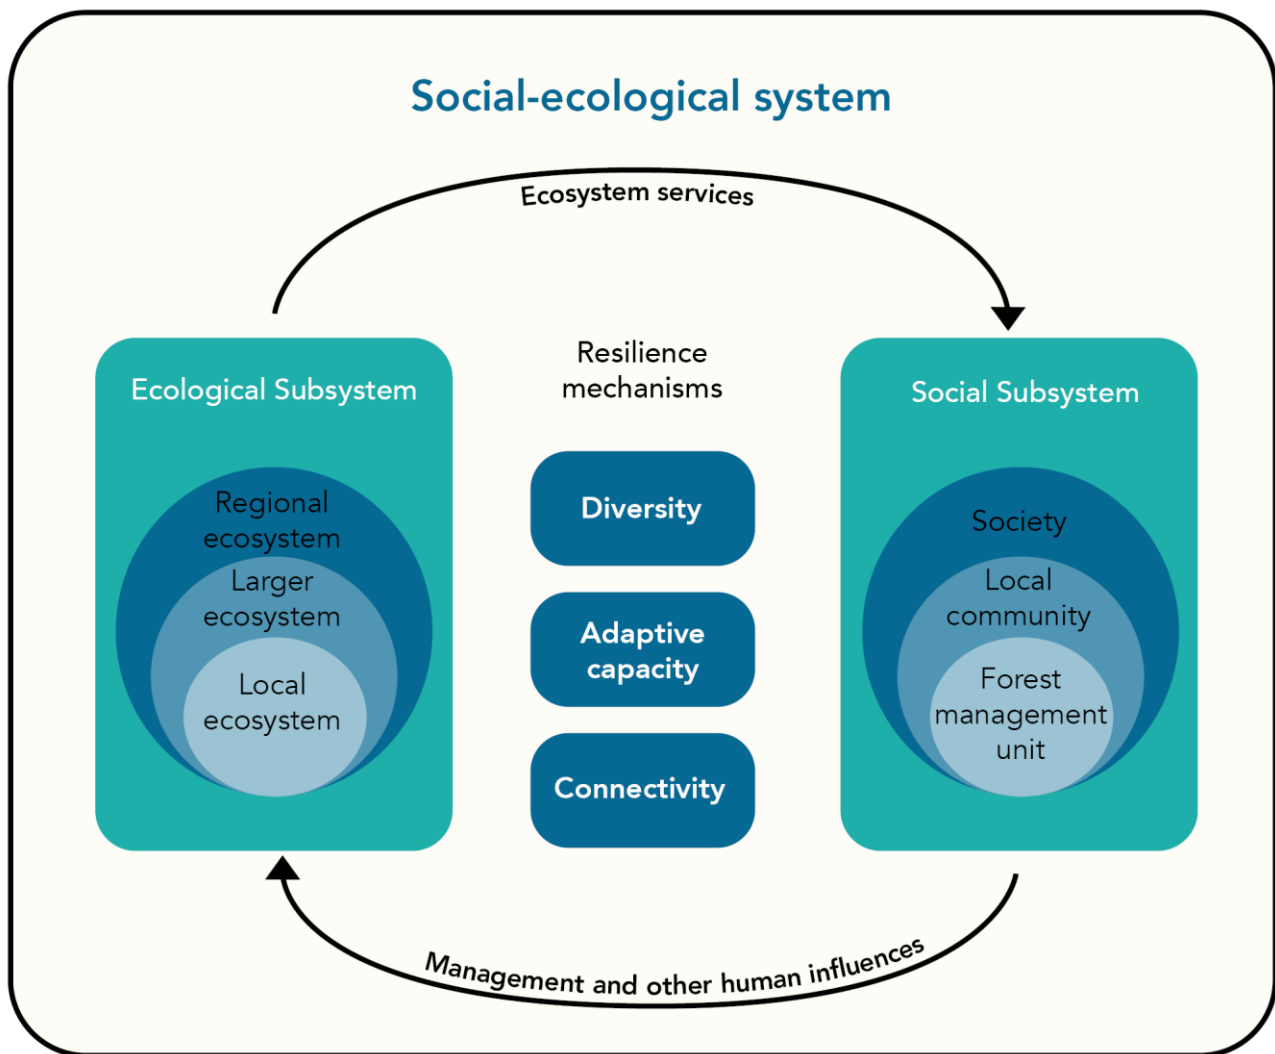 Social-ecological system
Ecosystem services
Ecological Subsystem
Regional
ecosystem
Larger
ecosystem
Local
ecosystem
Resilience
mechanisms
Diversity
Adaptive
capacity
Connectivity
Social Subsystem
Society
Local
community
Forest
management
unit
Management and other human influences